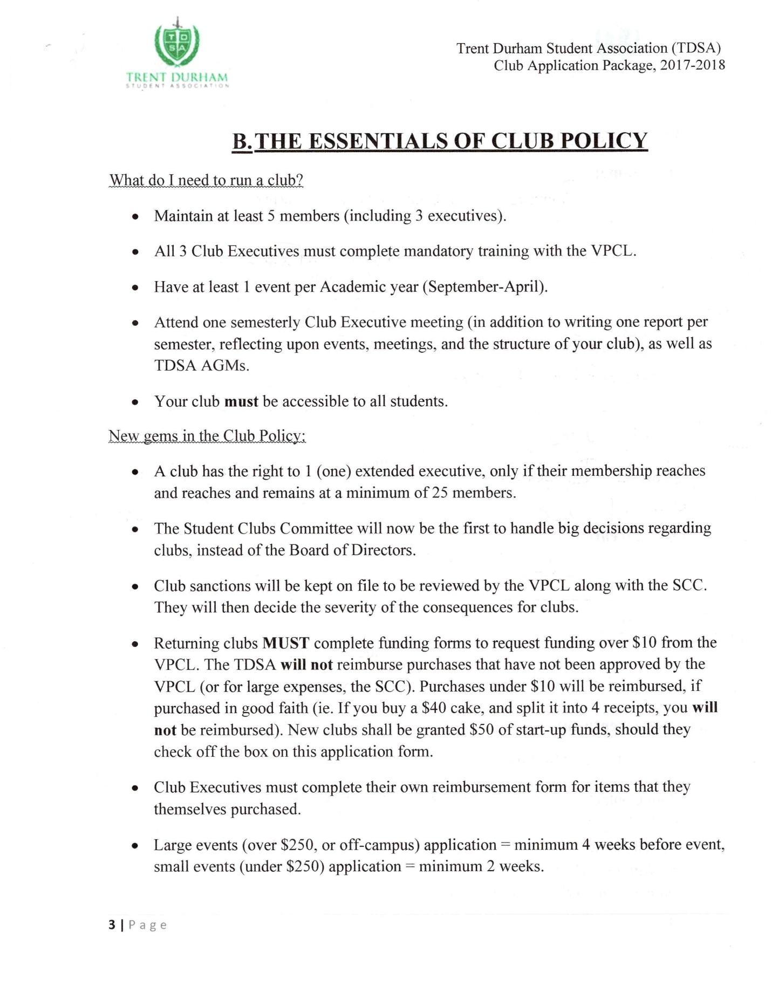 T D
S A
TRENT DURHAM
STUDENT ASSOCIATION
Trent Durham Student Association (TDSA)
Club Application Package, 2017-2018
B. THE ESSENTIALS OF CLUB POLICY
What do I need to run a club?
• Maintain at least 5 members (including 3 executives).
• All 3 Club Executives must complete mandatory training with the VPCL.
• Have at least 1 event per Academic year (September-April).
• Attend one semesterly Club Executive meeting (in addition to writing one report per
semester, reflecting upon events, meetings, and the structure of your club), as well as
TDSA AGMs.
• Your club must be accessible to all students.
New gems in the Club Policy:
• A club has the right to 1 (one) extended executive, only if their membership reaches
and reaches and remains at a minimum of 25 members.
• The Student Clubs Committee will now be the first to handle big decisions regarding
clubs, instead of the Board of Directors.
• Club sanctions will be kept on file to be reviewed by the VPCL along with the SCC.
They will then decide the severity of the consequences for clubs.
• Returning clubs MUST complete funding forms to request funding over $10 from the
VPCL. The TDSA will not reimburse purchases that have not been approved by the
VPCL (or for large expenses, the SCC). Purchases under $10 will be reimbursed, if
purchased in good faith (ie. If you buy a $40 cake, and split it into 4 receipts, you will
not be reimbursed). New clubs shall be granted $50 of start-up funds, should they
check off the box on this application form.
• Club Executives must complete their own reimbursement form for items that they
themselves purchased.
• Large events (over $250, or off-campus) application = minimum 4 weeks before event,
small events (under $250) application = minimum 2 weeks.
3 | Page